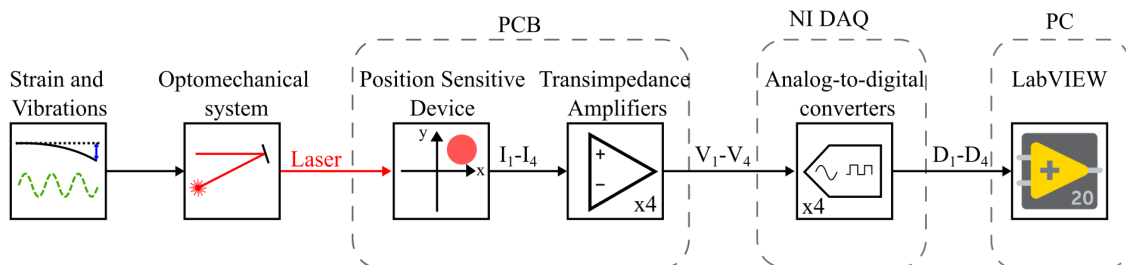 PCB
NI DAQ
PC
Strain and
Vibrations
Optomechanical
system
Position Sensitive
Device
Transimpedance
Amplifiers
Analog-to-digital
converters
LabVIEW
Laser
y
x
I₁-I₄
+
−
x4
V₁-V₄
x4
D₁-D₄
+
20